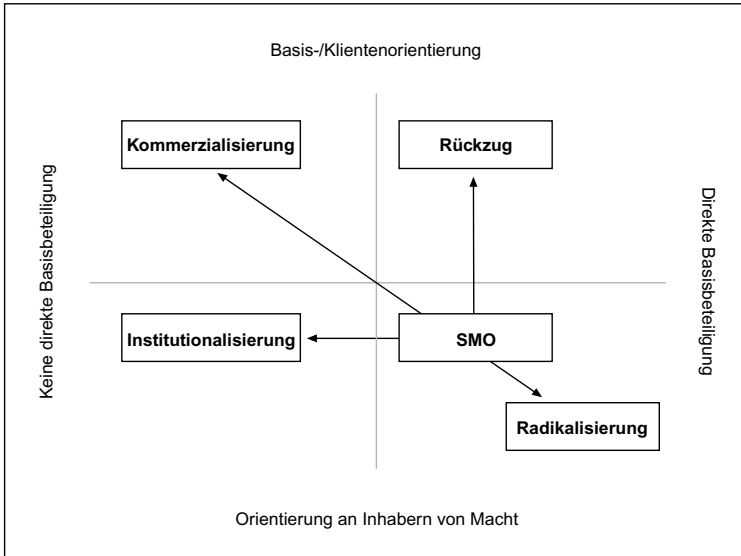 Basis-/Klientenorientierung
Kommerzialisierung
Rückzug
Keine direkte Basisbeteiligung
Direkte Basisbeteiligung
Institutionalisierung
SMO
Radikalisierung
Orientierung an Inhabern von Macht